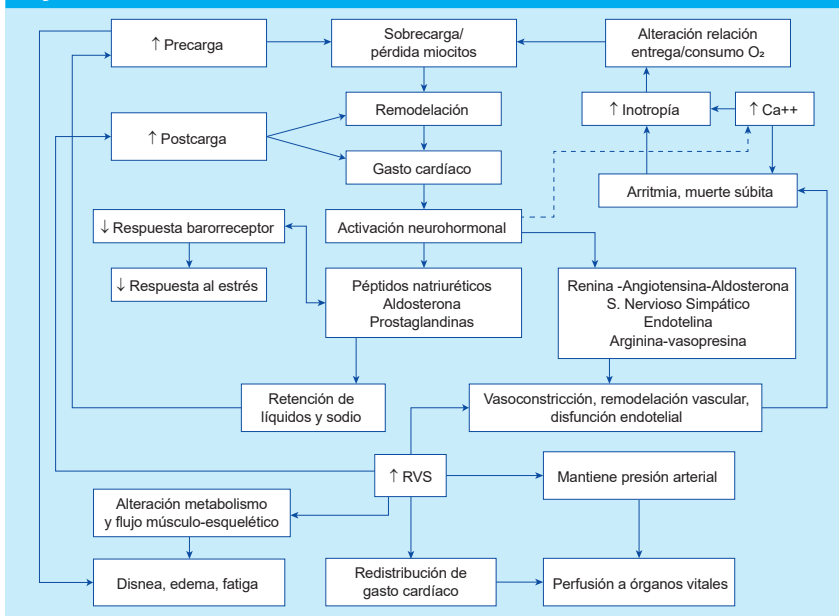 ↑ Precarga
Sobrecarga/
pérdida miocitos
Alteración relación
entrega/consumo O₂
Remodelación
↑ Inotropía
↑ Ca++
↑ Postcarga
Gasto cardíaco
Arritmia, muerte súbita
↓ Respuesta barorreceptor
Activación neurohormonal
↓ Respuesta al estrés
Péptidos natriuréticos
Aldosterona
Prostaglandinas
Renina -Angiotensina-Aldosterona
S. Nervioso Simpático
Endotelina
Arginina-vasopresina
Retención de
líquidos y sodio
Vasoconstricción, remodelación vascular,
disfunción endotelial
↑ RVS
Mantiene presión arterial
Alteración metabolismo
y flujo músculo-esquelético
Disnea, edema, fatiga
Redistribución de
gasto cardíaco
Perfusión a órganos vitales